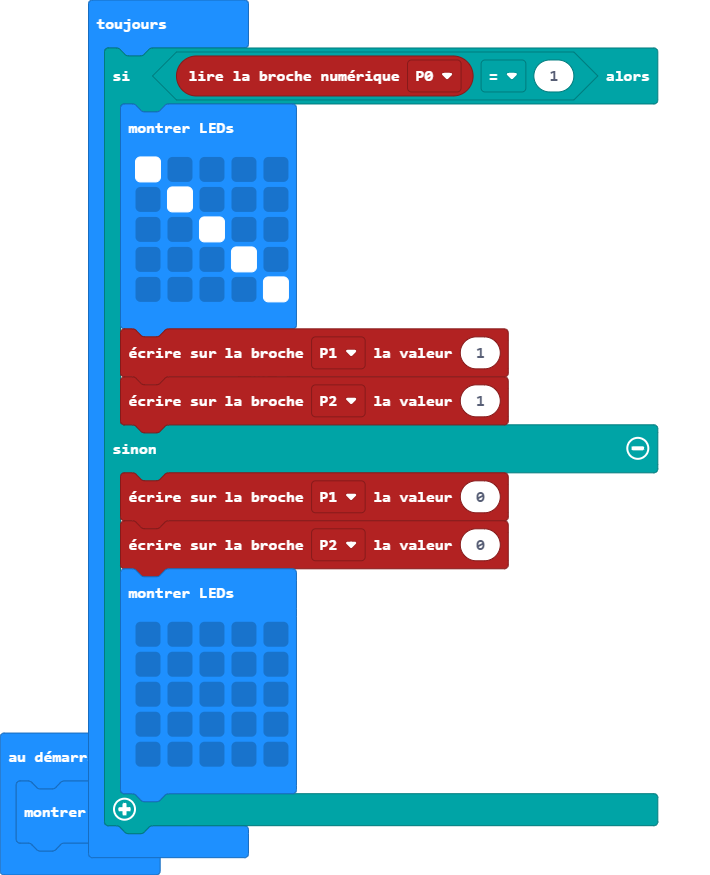 toujours
si lire la broche numérique P0 = 1 alors
montrer LEDs
écrire sur la broche P1 la valeur 1
écrire sur la broche P2 la valeur 1
sinon
écrire sur la broche P1 la valeur 0
écrire sur la broche P2 la valeur 0
montrer LEDs
au démarr
montrer